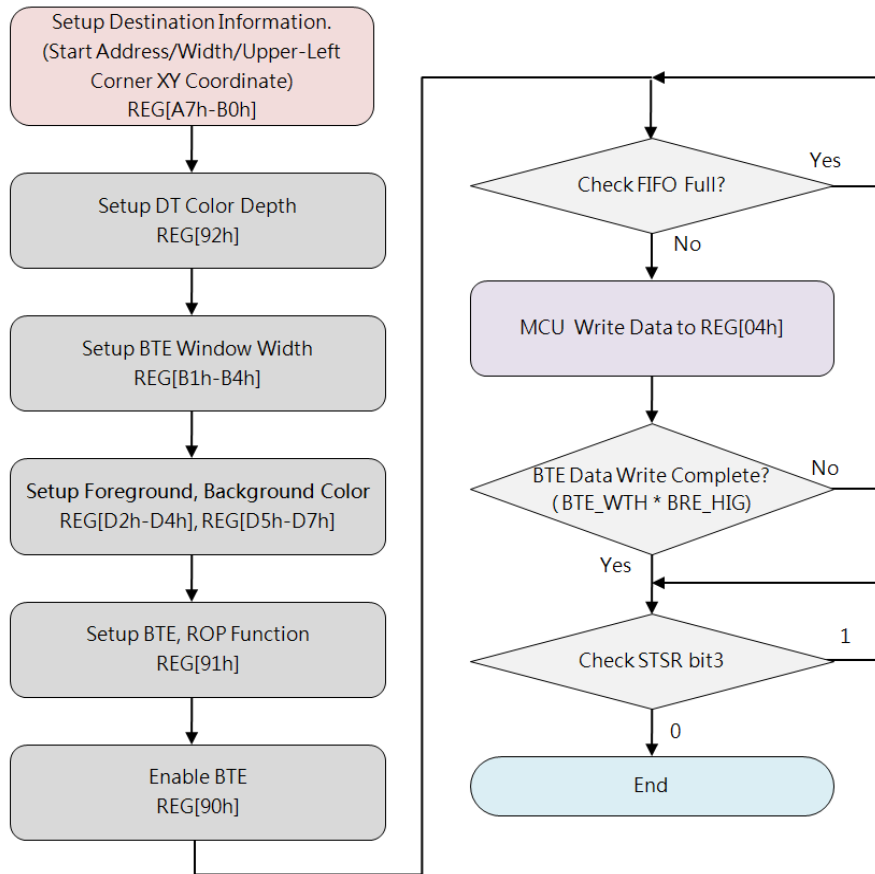 Setup Destination Information.
(Start Address/Width/Upper-Left
Corner XY Coordinate)
REG[A7h-B0h]
Setup DT Color Depth
REG[92h]
Setup BTE Window Width
REG[B1h-B4h]
Setup Foreground, Background Color
REG[D2h-D4h], REG[D5h-D7h]
Setup BTE, ROP Function
REG[91h]
Enable BTE
REG[90h]
Check FIFO Full?
Yes
No
MCU Write Data to REG[04h]
BTE Data Write Complete?
(BTE_WTH * BRE_HIG)
No
Yes
Check STSR bit3
1
0
End